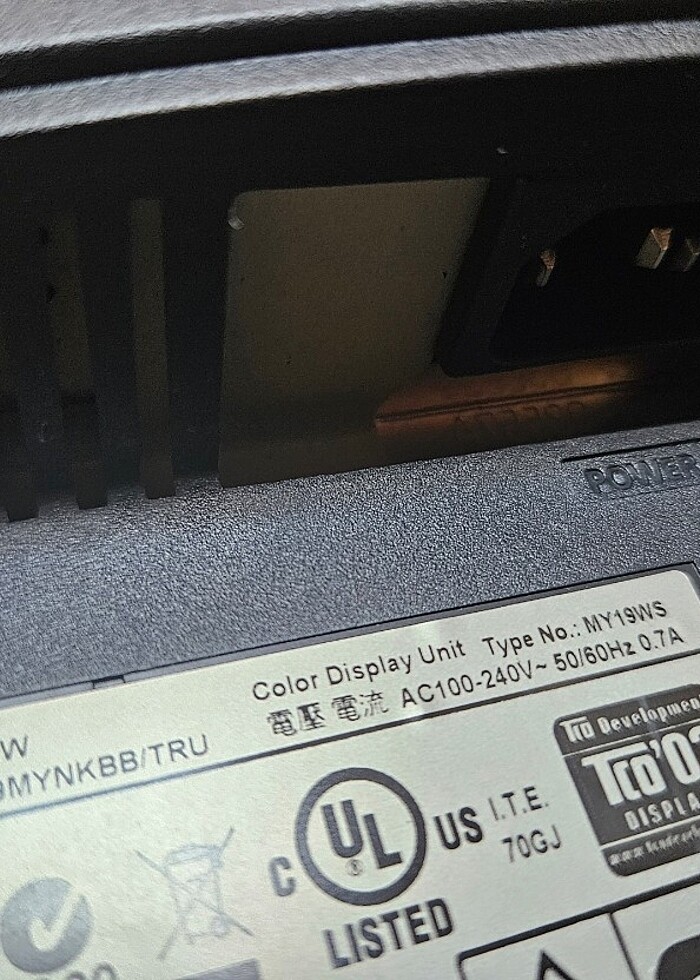 POWER
Color Display Unit Type No.: MY19WS
電壓 電流 AC100-240V~ 50/60Hz 0.7A
W
MYNKBB/TRU
C UL ® US LISTED
I.T.E.
70GJ
TCO Development
TCO'03
DISPLA